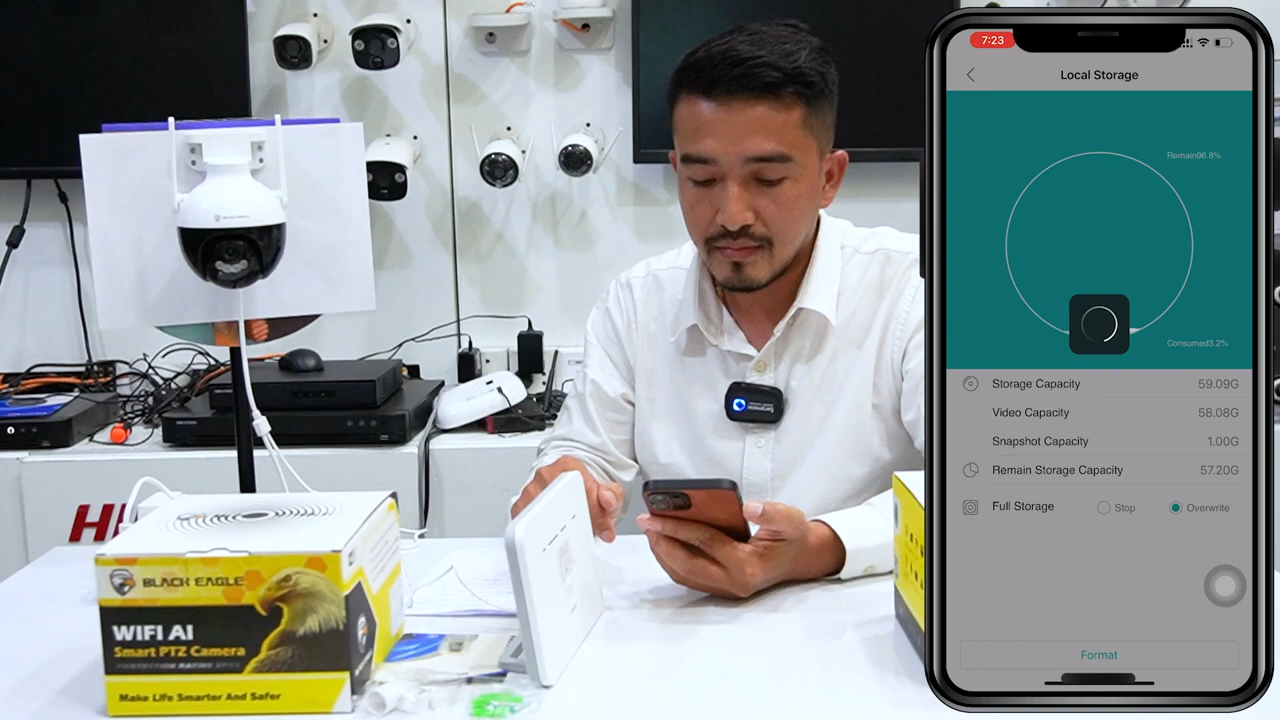 BLACK EAGLE
WIFI AI
Smart PTZ Camera
PROTECTION RATING
Make Life Smarter And Safer
7:23
Local Storage
Remain96.8%
Consumed3.2%
Storage Capacity 59.09G
Video Capacity 58.08G
Snapshot Capacity 1.00G
Remain Storage Capacity 57.20G
Full Storage Stop Overwrite
Format